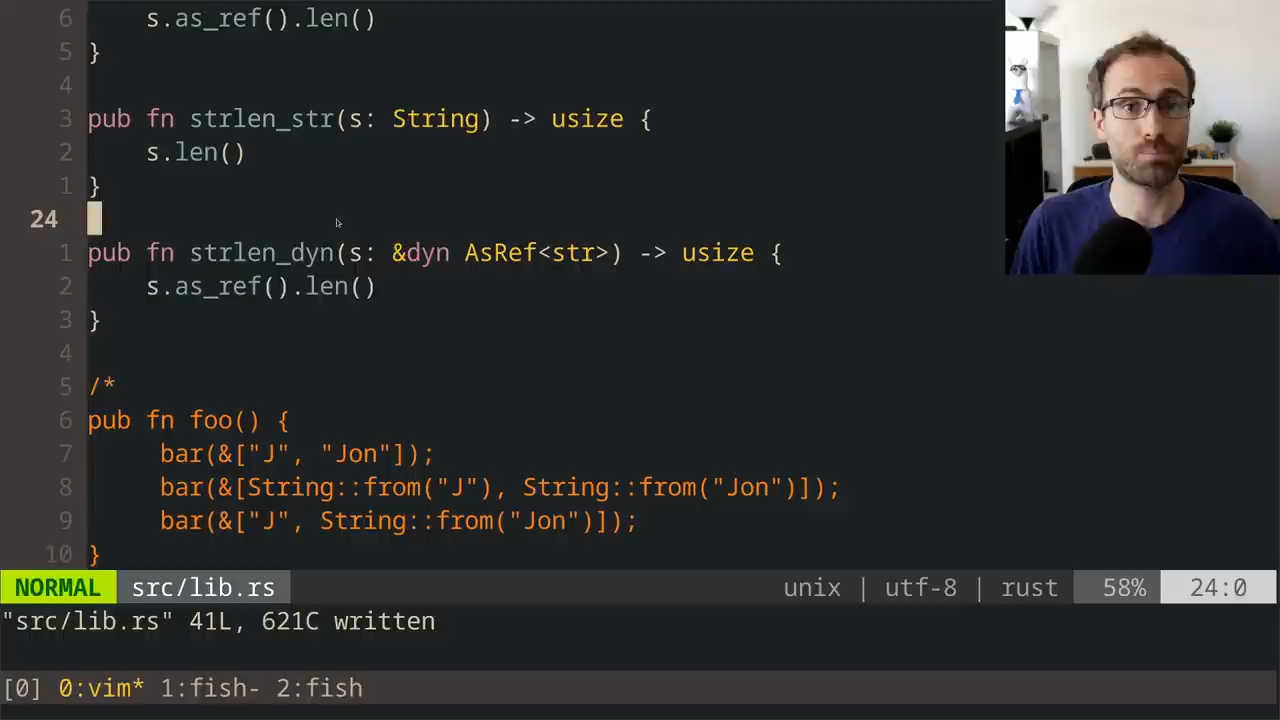 6 s.as_ref().len()
5 }
4
3 pub fn strlen_str(s: String) -> usize {
2 s.len()
1 }
24
1 pub fn strlen_dyn(s: &dyn AsRef<str>) -> usize {
2 s.as_ref().len()
3 }
4
5 /*
6 pub fn foo() {
7 bar(&["J", "Jon"]);
8 bar(&[String::from("J"), String::from("Jon")]);
9 bar(&["J", String::from("Jon")]);
10 }
NORMAL src/lib.rs unix | utf-8 | rust 58% 24:0
"src/lib.rs" 41L, 621C written
[0] 0:vim* 1:fish- 2:fish